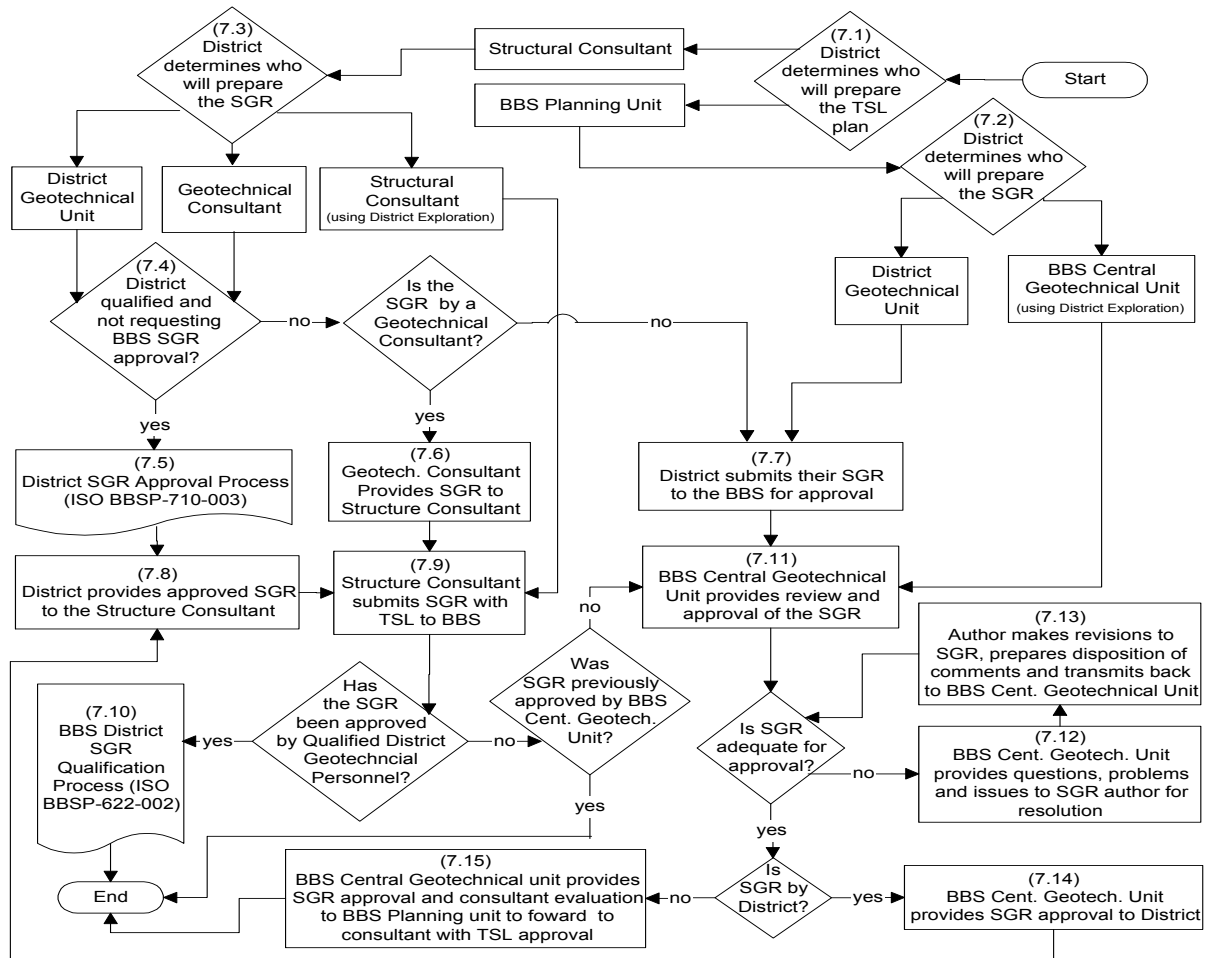 Start
(7.1)
District
determines who
will prepare
the TSL
plan
Structural Consultant
BBS Planning Unit
(7.3)
District
determines who
will prepare
the SGR
(7.2)
District
determines who
will prepare
the SGR
District
Geotechnical
Unit
Geotechnical
Consultant
Structural
Consultant
(using District Exploration)
District
Geotechnical
Unit
BBS Central
Geotechnical Unit
(using District Exploration)
(7.4)
District
qualified and
not requesting
BBS SGR
approval?
no
Is the
SGR by a
Geotechnical
Consultant?
no
yes
yes
(7.5)
District SGR Approval Process
(ISO BBSP-710-003)
(7.6)
Geotech. Consultant
Provides SGR to
Structure Consultant
(7.7)
District submits their SGR
to the BBS for approval
(7.8)
District provides approved SGR
to the Structure Consultant
(7.9)
Structure Consultant
submits SGR with
TSL to BBS
(7.11)
BBS Central Geotechnical
Unit provides review and
approval of the SGR
no
(7.13)
Author makes revisions to
SGR, prepares disposition of
comments and transmits back
to BBS Cent. Geotechnical Unit
(7.10)
BBS District
SGR
Qualification
Process (ISO
BBSP-622-002)
yes
Has
the SGR
been approved
by Qualified District
Geotechncial
Personnel?
no
Was
SGR previously
approved by BBS
Cent. Geotech.
Unit?
yes
Is SGR
adequate for
approval?
no
(7.12)
BBS Cent. Geotech. Unit
provides questions, problems
and issues to SGR author for
resolution
yes
End
(7.15)
BBS Central Geotechnical unit provides
SGR approval and consultant evaluation
to BBS Planning unit to foward to
consultant with TSL approval
no
Is
SGR by
District?
yes
(7.14)
BBS Cent. Geotech. Unit
provides SGR approval to District